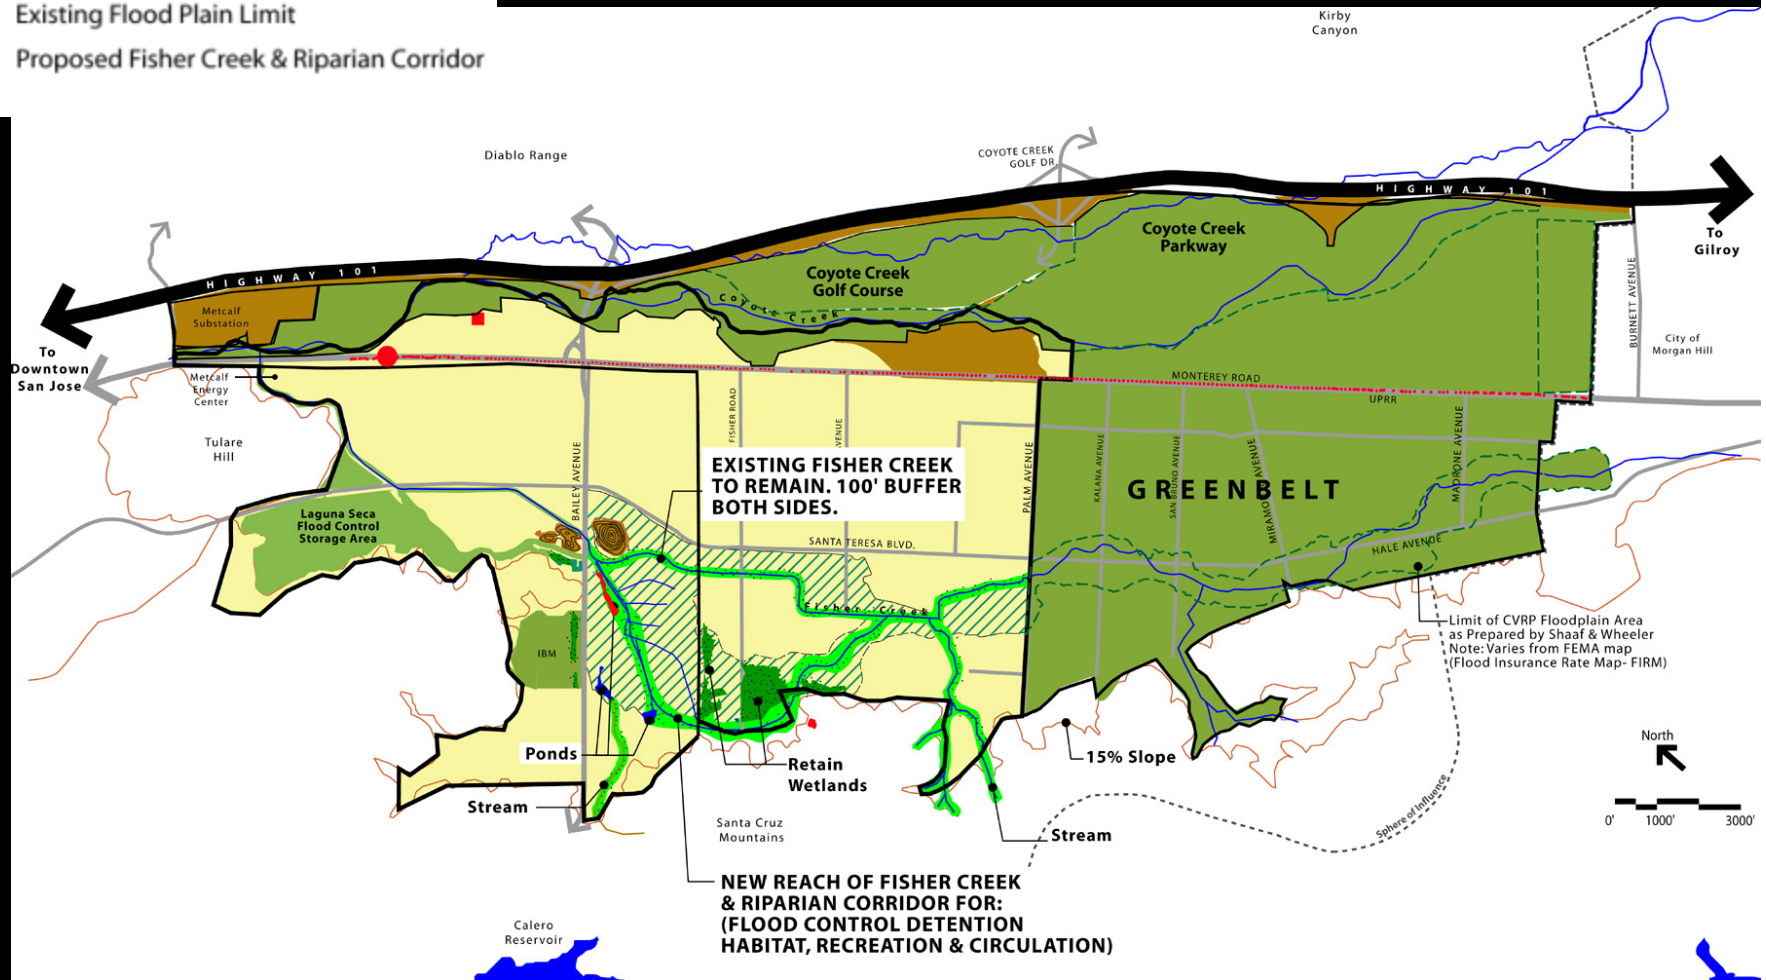 Existing Flood Plain Limit
Proposed Fisher Creek & Riparian Corridor
Kirby
Canyon
Diablo Range
COYOTE CREEK
GOLF DR.
HIGHWAY 101
HIGHWAY 101
To
Gilroy
Coyote Creek
Parkway
Coyote Creek
Golf Course
Coyote Creek
Metcalf
Substation
To
Downtown
San Jose
Metcalf
Energy
Center
Tulare
Hill
BURNETT AVENUE
City of
Morgan Hill
MONTEREY ROAD
UPRR
FISHER ROAD
AVENUE
BAILEY AVENUE
PALM AVENUE
KALANA AVENUE
SAN BRUNO AVENUE
MIRAMONTE AVENUE
MADRONE AVENUE
EXISTING FISHER CREEK
TO REMAIN. 100' BUFFER
BOTH SIDES.
GREENBELT
Laguna Seca
Flood Control
Storage Area
SANTA TERESA BLVD.
HALE AVENUE
Fisher Creek
IBM
Limit of CVRP Floodplain Area
as Prepared by Shaaf & Wheeler
Note: Varies from FEMA map
(Flood Insurance Rate Map- FIRM)
Ponds
Retain
Wetlands
15% Slope
Stream
Santa Cruz
Mountains
Stream
Sphere of Influence
North
0' 1000' 3000'
NEW REACH OF FISHER CREEK
& RIPARIAN CORRIDOR FOR:
(FLOOD CONTROL DETENTION
HABITAT, RECREATION & CIRCULATION)
Calero
Reservoir